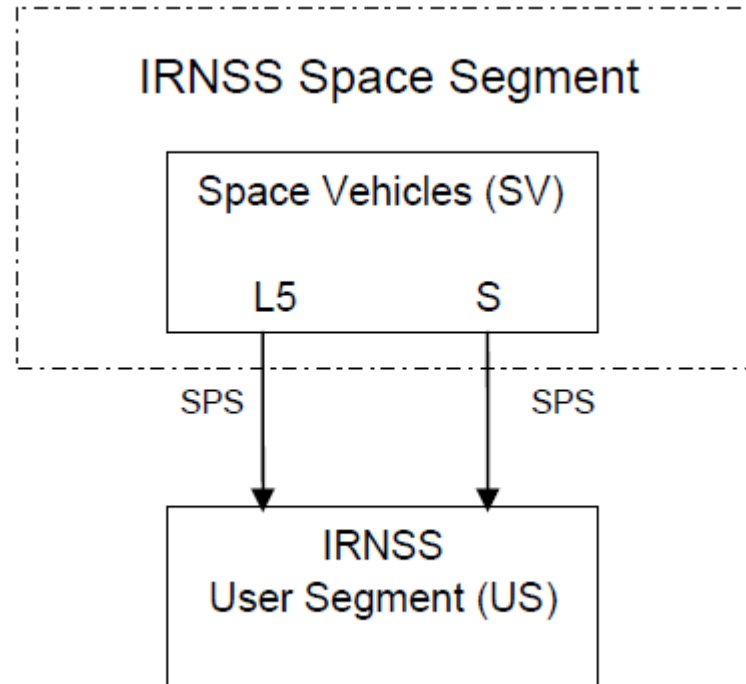 IRNSS Space Segment
Space Vehicles (SV)
L5 S
SPS SPS
IRNSS
User Segment (US)